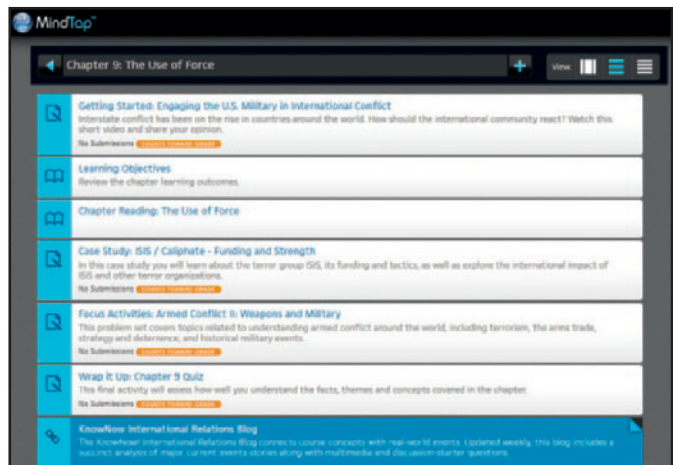 MindTap™
Chapter 9: The Use of Force
View:
Getting Started: Engaging the U.S. Military in International Conflict
Interstate conflict has been on the rise in countries around the world. How should the international community react? Watch this
short video and share your opinion.
No Submissions COUNTS TOWARD GRADE
Learning Objectives
Review the chapter learning outcomes.
Chapter Reading: The Use of Force
Case Study: ISIS / Caliphate - Funding and Strength
In this case study you will learn about the terror group ISIS, its funding and tactics, as well as explore the international impact of
ISIS and other terror organizations.
No Submissions COUNTS TOWARD GRADE
Focus Activities: Armed Conflict II: Weapons and Military
This problem set covers topics related to understanding armed conflict around the world, including terrorism, the arms trade,
strategy and deterrence, and historical military events.
No Submissions COUNTS TOWARD GRADE
Wrap It Up: Chapter 9 Quiz
This final activity will assess how well you understand the facts, themes and concepts covered in the chapter.
No Submissions COUNTS TOWARD GRADE
KnowNow International Relations Blog
The KnowNow! International Relations Blog connects course concepts with real-world events. Updated weekly, this blog includes a
succinct analysis of major current events stories along with multimedia and discussion-starter questions.